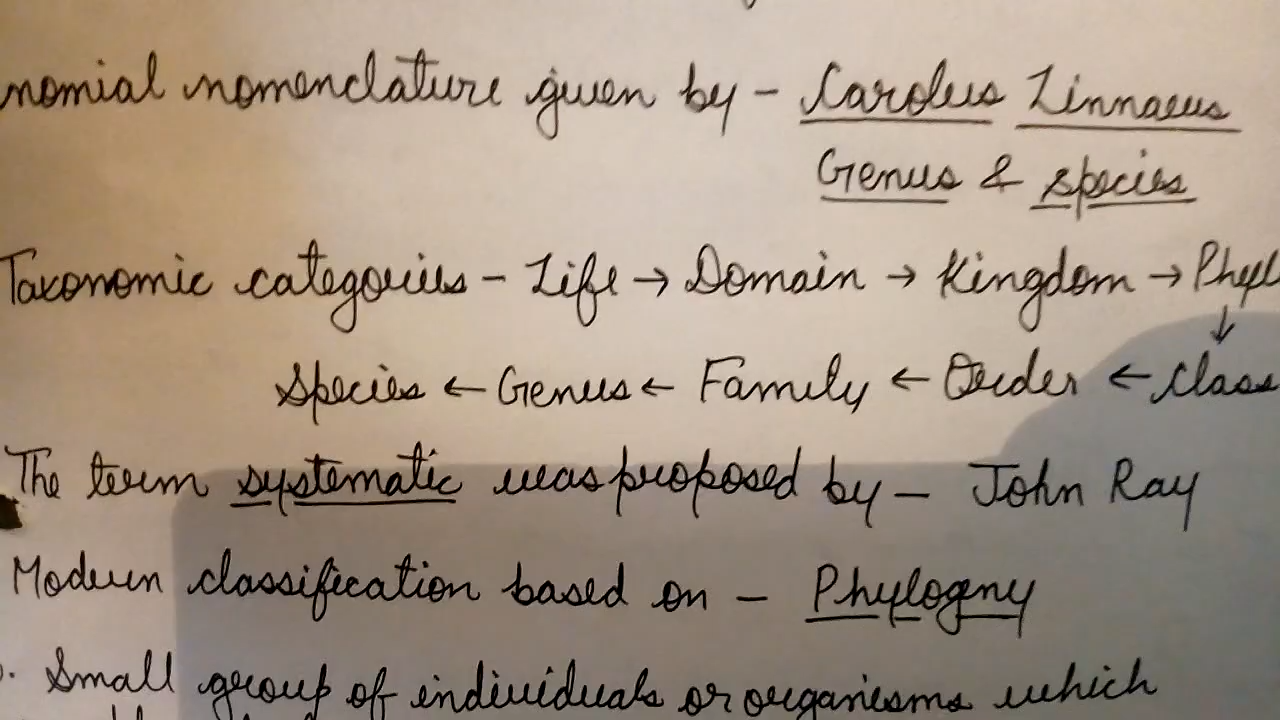 nomial nomenclature given by - Carolus Linnaeus
Genus & species
Taxonomic categories - Life → Domain → Kingdom → Phyl
↓
Species ← Genus ← Family ← Order ← Class
The term systematic was proposed by - John Ray
Modern classification based on - Phylogny
. Small group of individuals or organisms which